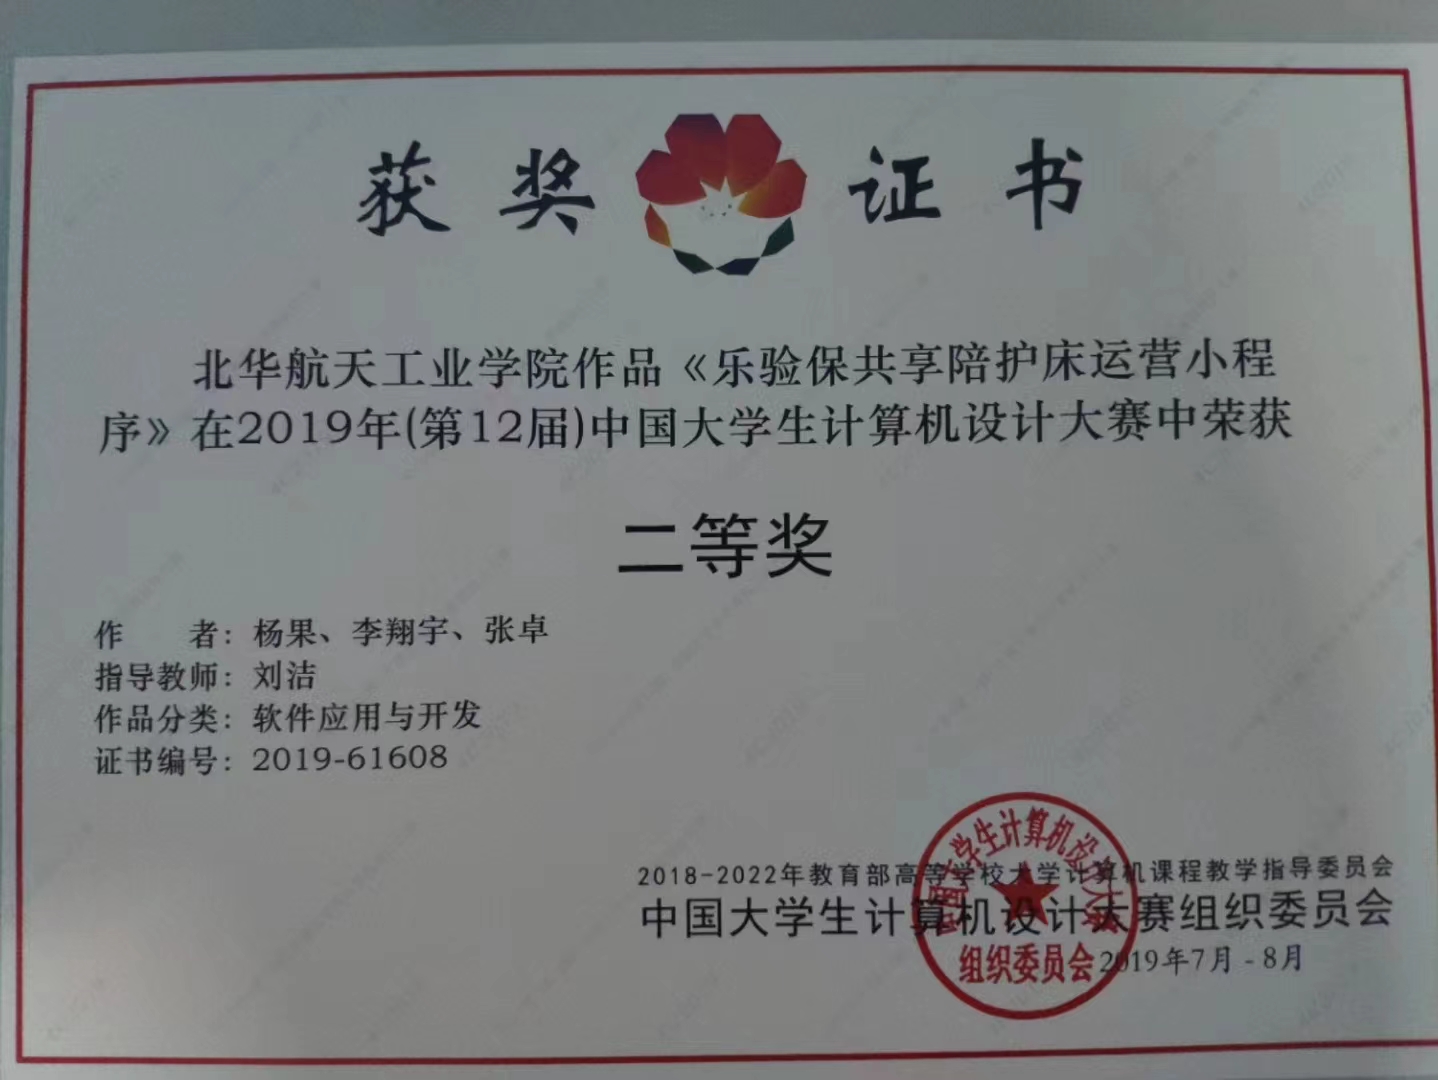 获奖证书
北华航天工业学院作品《乐验保共享陪护床运营小程
序》在2019年(第12届)中国大学生计算机设计大赛中荣获
二等奖
作　　者：杨果、李翔宇、张卓
指导教师：刘洁
作品分类：软件应用与开发
证书编号：2019-61608
2018-2022年教育部高等学校大学计算机课程教学指导委员会
中国大学生计算机设计大赛组织委员会
2019年7月 - 8月
中国大学生计算机设计大赛
组织委员会